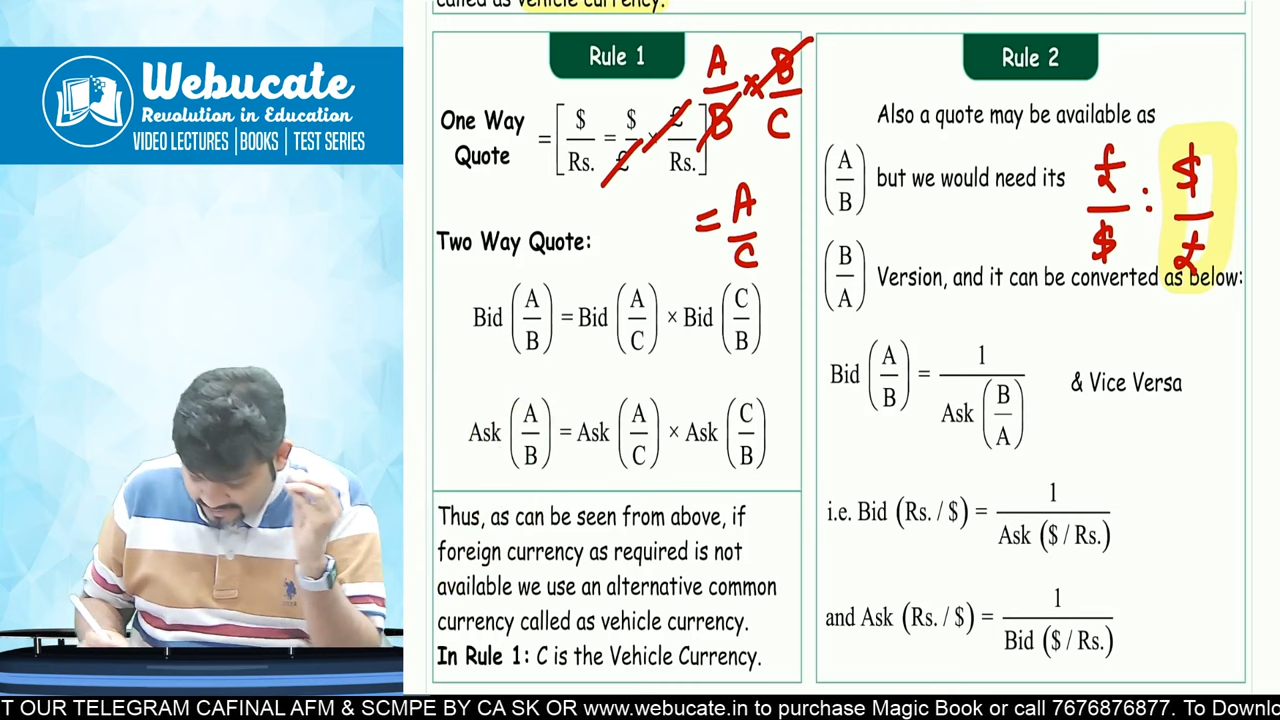 called as vehicle currency.
Webucate
Revolution in Education
VIDEO LECTURES |BOOKS | TEST SERIES
Rule 1
One Way Quote = [ $ / Rs. = $ / £ × £ / Rs. ]
A / B × B / C
= A / C
Two Way Quote:
Bid (A / B) = Bid (A / C) × Bid (C / B)
Ask (A / B) = Ask (A / C) × Ask (C / B)
Thus, as can be seen from above, if
foreign currency as required is not
available we use an alternative common
currency called as vehicle currency.
In Rule 1: C is the Vehicle Currency.
Rule 2
Also a quote may be available as
(A / B) but we would need its
£ / $ : $ / £
(B / A) Version, and it can be converted as below:
Bid (A / B) = 1 / Ask (B / A) & Vice Versa
i.e. Bid (Rs. / $) = 1 / Ask ($ / Rs.)
and Ask (Rs. / $) = 1 / Bid ($ / Rs.)
T OUR TELEGRAM CAFINAL AFM & SCMPE BY CA SK OR www.webucate.in to purchase Magic Book or call 7676876877. To Downlo